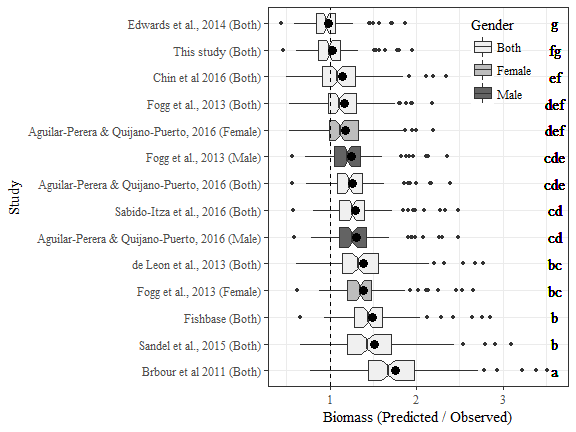 Edwards et al., 2014 (Both) g
This study (Both) fg
Chin et al 2016 (Both) ef
Fogg et al., 2013 (Both) def
Aguilar-Perera & Quijano-Puerto, 2016 (Female) def
Fogg et al., 2013 (Male) cde
Aguilar-Perera & Quijano-Puerto, 2016 (Both) cde
Sabido-Itza et al., 2016 (Both) cd
Aguilar-Perera & Quijano-Puerto, 2016 (Male) cd
de Leon et al., 2013 (Both) bc
Fogg et al., 2013 (Female) bc
Fishbase (Both) b
Sandel et al., 2015 (Both) b
Brbour et al 2011 (Both) a
Study
Gender
Both
Female
Male
1 2 3
Biomass (Predicted / Observed)